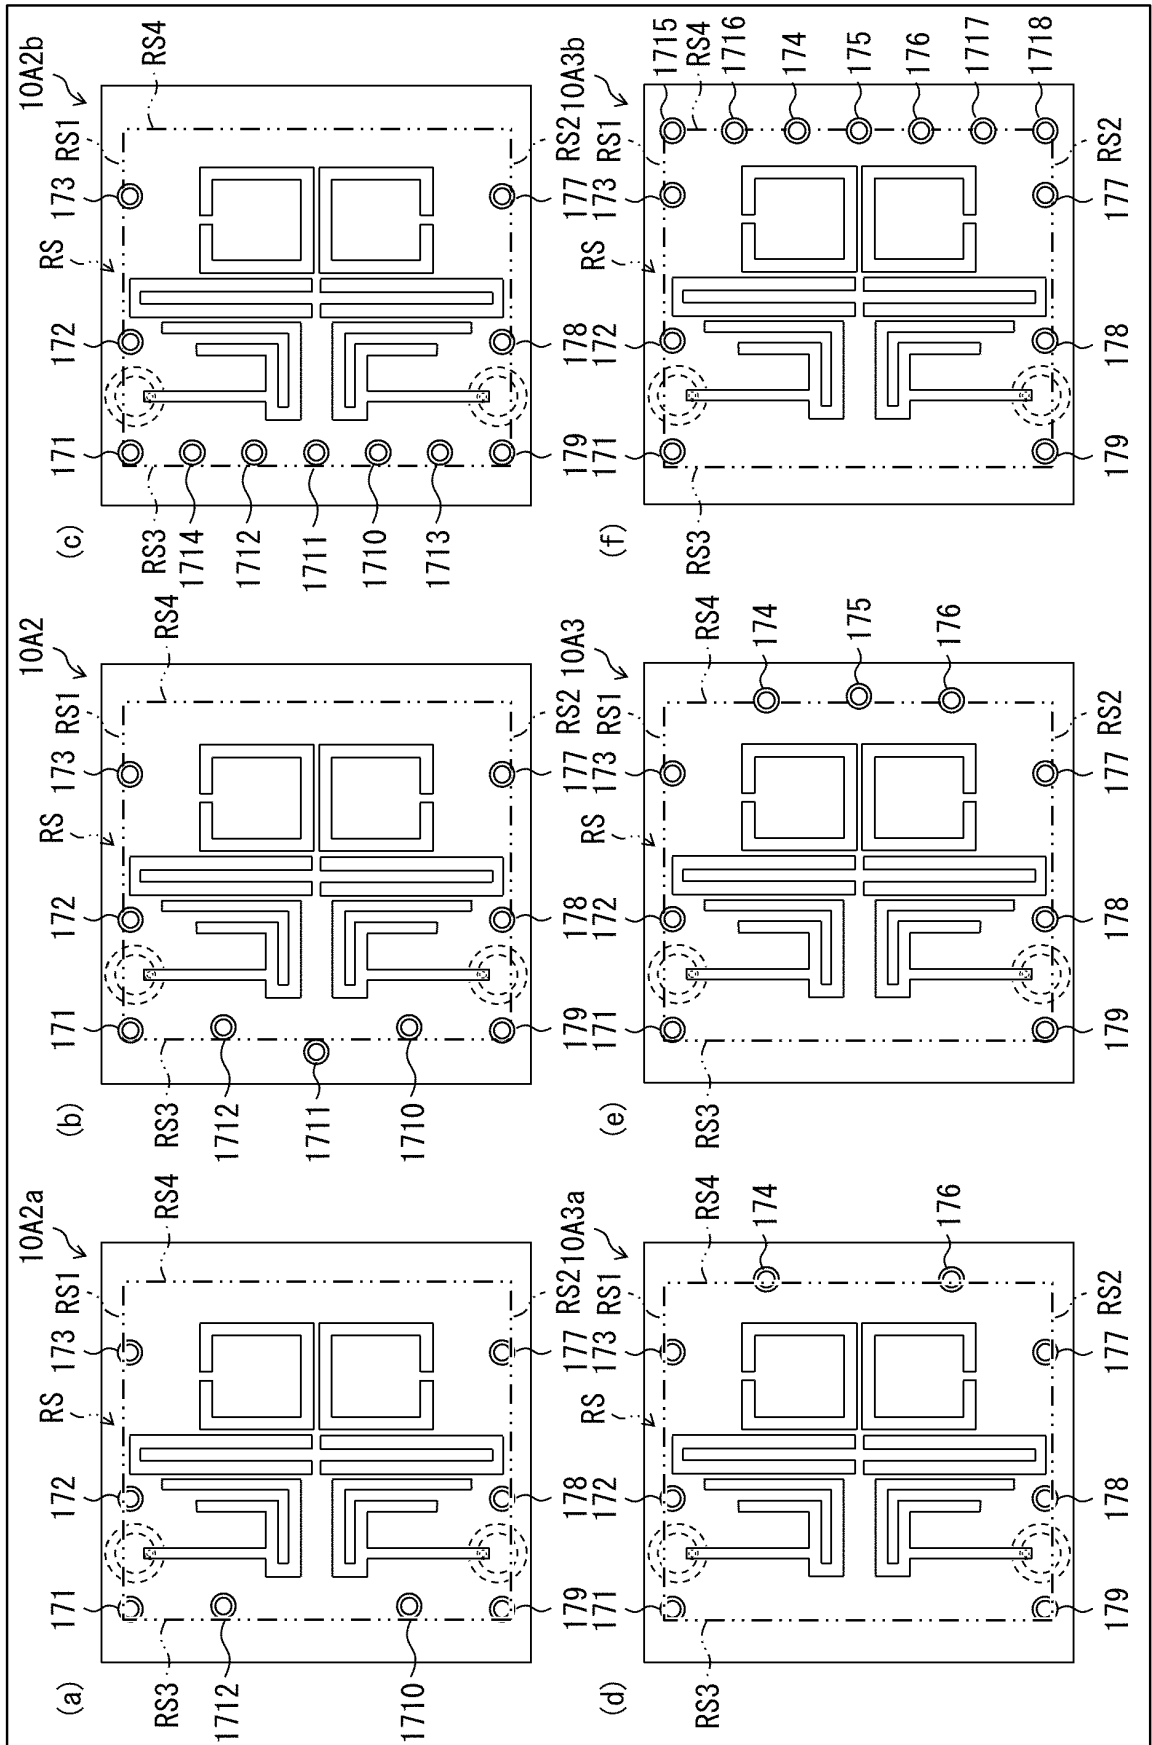 (a)
10A2a
RS
RS1
RS2
RS3
RS4
171
172
173
177
178
179
1710
1712
(b)
10A2
RS
RS1
RS2
RS3
RS4
171
172
173
177
178
179
1710
1711
1712
(c)
10A2b
RS
RS1
RS2
RS3
RS4
171
172
173
177
178
179
1714
1712
1711
1710
1713
(d)
10A3a
RS
RS1
RS2
RS3
RS4
171
172
173
174
176
177
178
179
(e)
10A3
RS
RS1
RS2
RS3
RS4
171
172
173
174
175
176
177
178
179
(f)
10A3b
RS
RS1
RS2
RS3
RS4
171
172
173
1715
1716
174
175
176
1717
1718
177
178
179